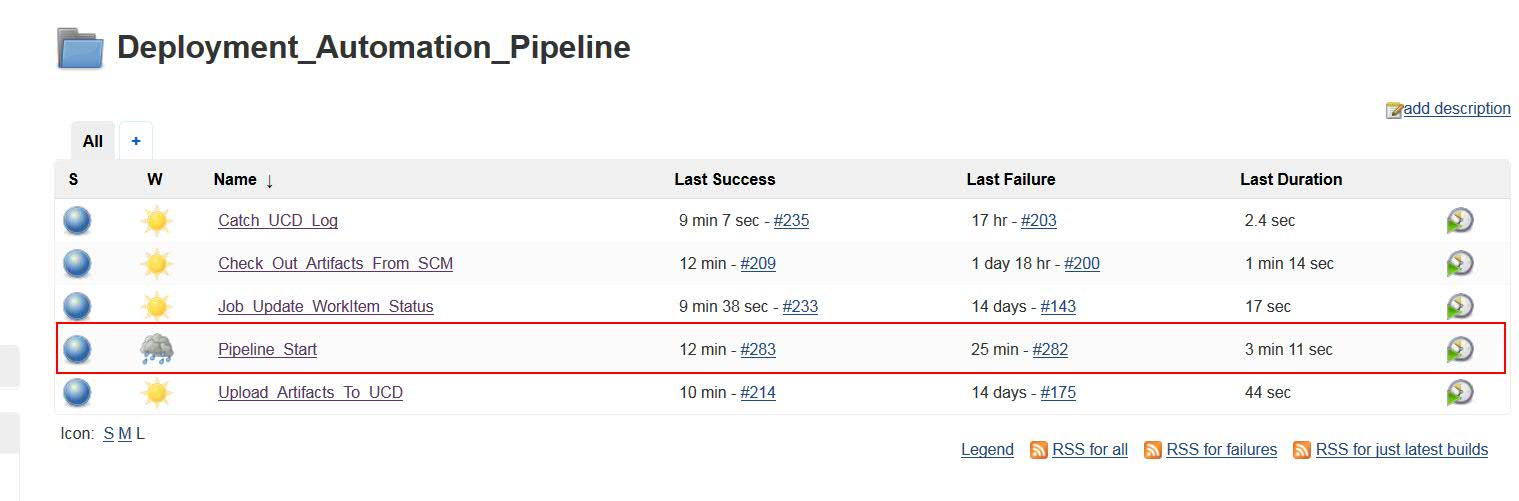 Deployment_Automation_Pipeline
add description
All +
S W Name ↓ Last Success Last Failure Last Duration
Catch_UCD_Log 9 min 7 sec - #235 17 hr - #203 2.4 sec
Check_Out_Artifacts_From_SCM 12 min - #209 1 day 18 hr - #200 1 min 14 sec
Job_Update_WorkItem_Status 9 min 38 sec - #233 14 days - #143 17 sec
Pipeline_Start 12 min - #283 25 min - #282 3 min 11 sec
Upload_Artifacts_To_UCD 10 min - #214 14 days - #175 44 sec
Icon: S M L
Legend RSS for all RSS for failures RSS for just latest builds